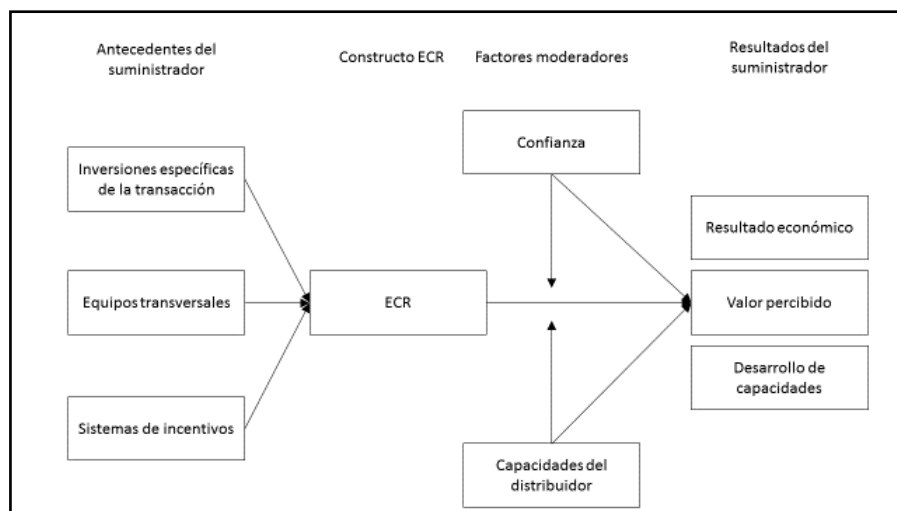 Antecedentes del
suministrador
Constructo ECR
Factores moderadores
Resultados del
suministrador
Confianza
Inversiones específicas
de la transacción
Resultado económico
Equipos transversales
ECR
Valor percibido
Desarrollo de
capacidades
Sistemas de incentivos
Capacidades del
distribuidor